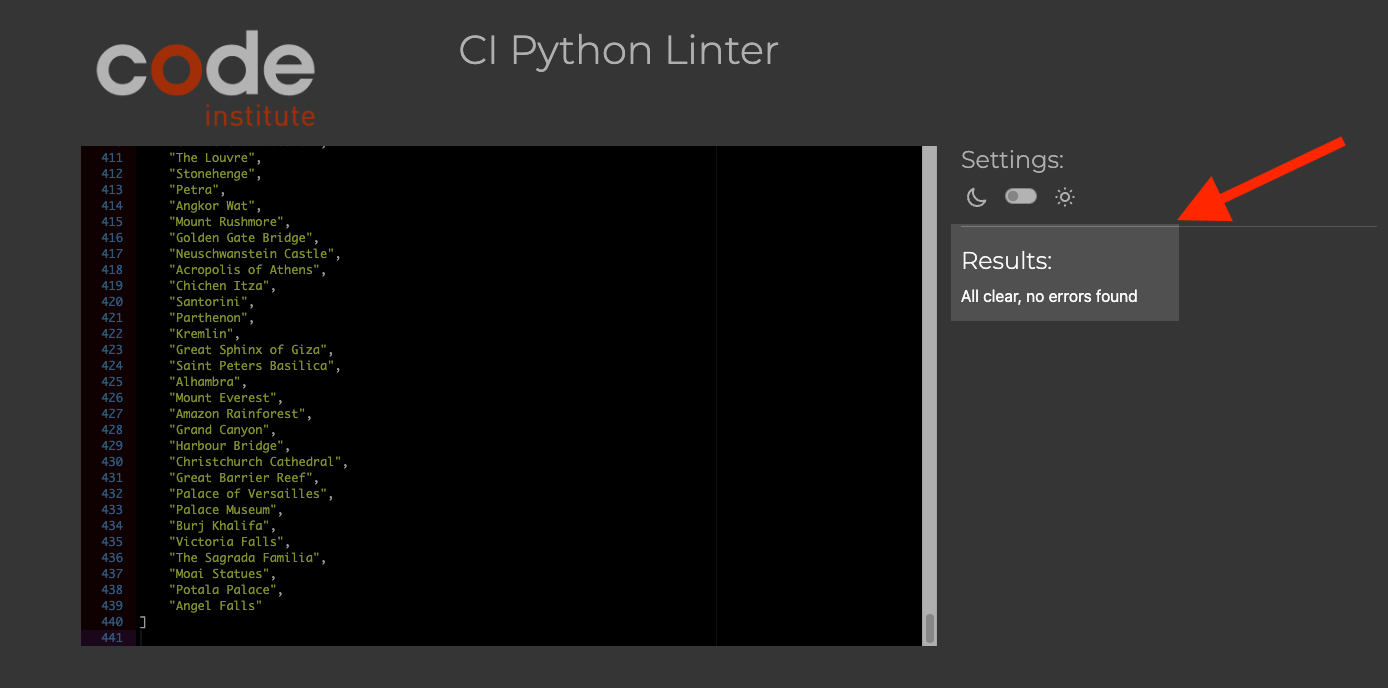 code
institute
CI Python Linter
411 "The Louvre",
412 "Stonehenge",
413 "Petra",
414 "Angkor Wat",
415 "Mount Rushmore",
416 "Golden Gate Bridge",
417 "Neuschwanstein Castle",
418 "Acropolis of Athens",
419 "Chichen Itza",
420 "Santorini",
421 "Parthenon",
422 "Kremlin",
423 "Great Sphinx of Giza",
424 "Saint Peters Basilica",
425 "Alhambra",
426 "Mount Everest",
427 "Amazon Rainforest",
428 "Grand Canyon",
429 "Harbour Bridge",
430 "Christchurch Cathedral",
431 "Great Barrier Reef",
432 "Palace of Versailles",
433 "Palace Museum",
434 "Burj Khalifa",
435 "Victoria Falls",
436 "The Sagrada Familia",
437 "Moai Statues",
438 "Potala Palace",
439 "Angel Falls"
440 ]
441
Settings:
Results:
All clear, no errors found